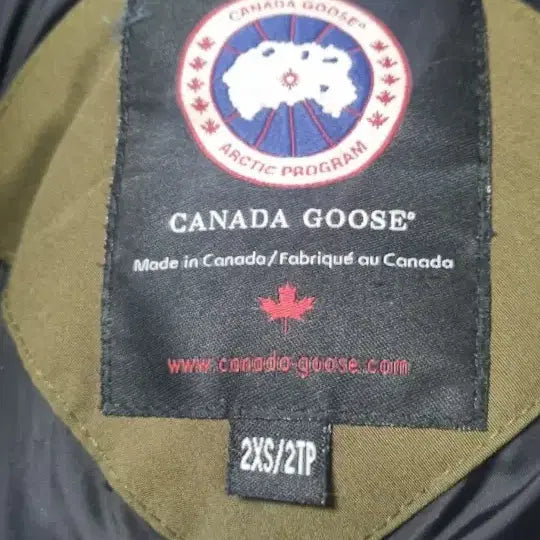 CANADA GOOSE®
ARCTIC PROGRAM
CANADA GOOSE®
Made in Canada/Fabriqué au Canada
www.canada-goose.com
2XS/2TP